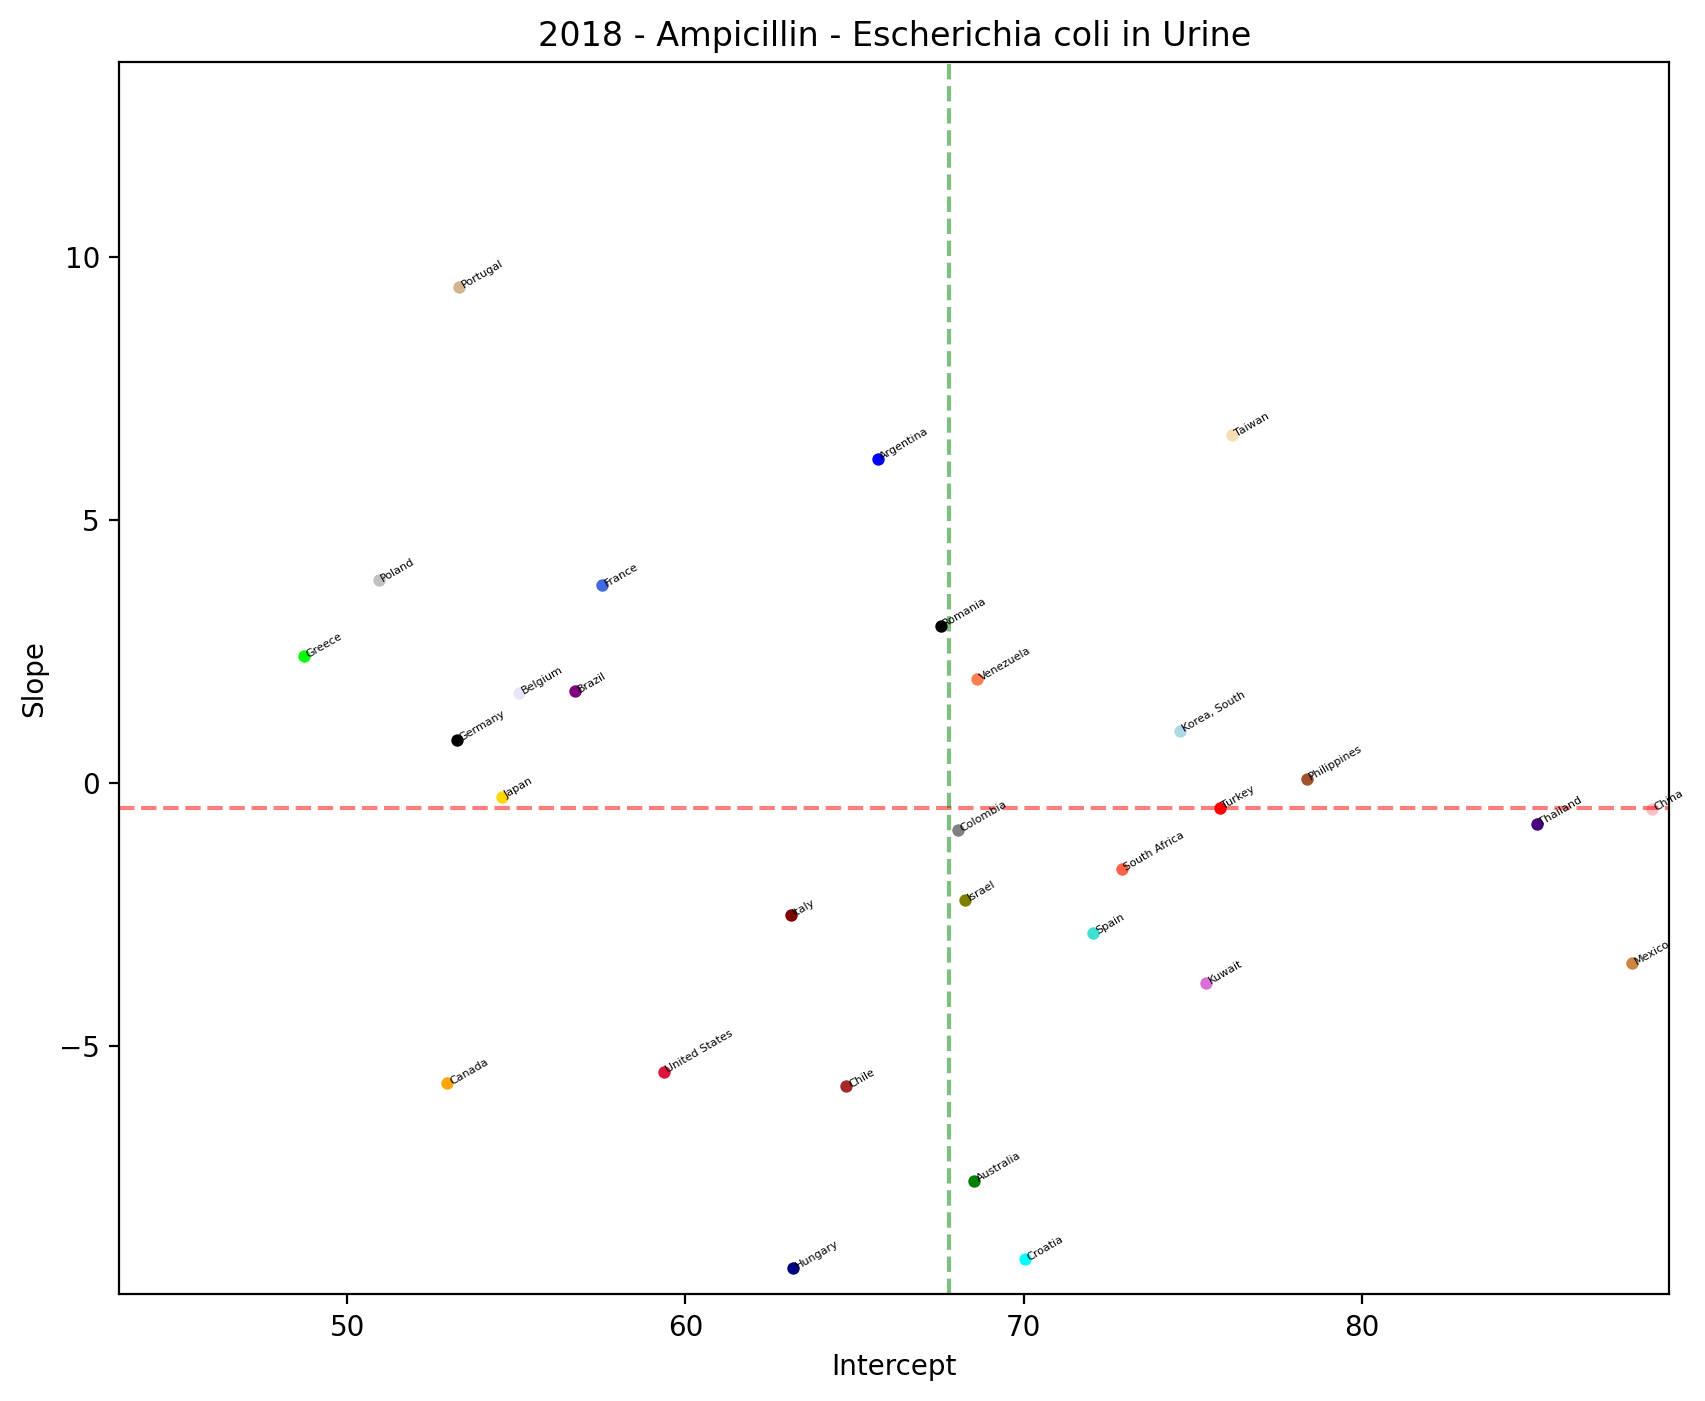 2018 - Ampicillin - Escherichia coli in Urine
Slope
10
5
0
−5
Portugal
Taiwan
Argentina
Poland
France
Romania
Greece
Venezuela
Belgium
Brazil
Korea, South
Germany
Philippines
Japan
Turkey
China
Thailand
Colombia
South Africa
Israel
Italy
Spain
Mexico
Kuwait
United States
Canada
Chile
Australia
Croatia
Hungary
50 60 70 80
Intercept